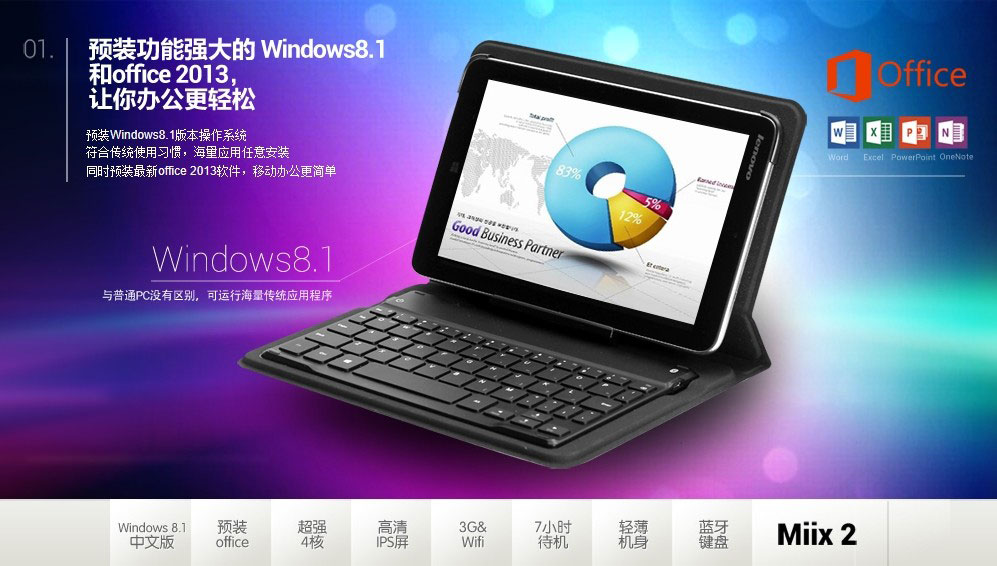 01.
预装功能强大的 Windows8.1
和office 2013，
让你办公更轻松
预装Windows8.1版本操作系统
符合传统使用习惯，海量应用任意安装
同时预装最新office 2013软件，移动办公更简单
Office
Word Excel PowerPoint OneNote
Windows8.1
与普通PC没有区别，可运行海量传统应用程序
lenovo
Total profit
83%
5%
12%
Good Business Partner
Windows 8.1
中文版
预装
office
超强
4核
高清
IPS屏
3G&
Wifi
7小时
待机
轻薄
机身
蓝牙
键盘
Miix 2